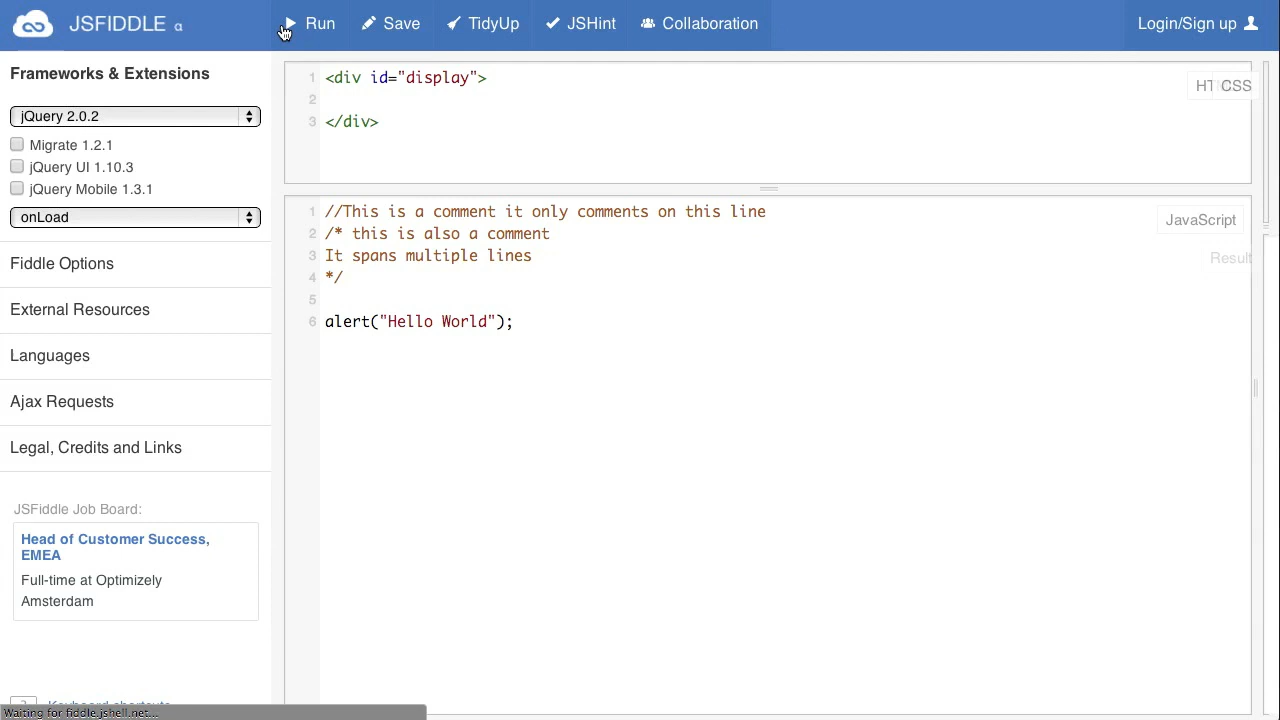 JSFIDDLE α
Run
Save
TidyUp
JSHint
Collaboration
Login/Sign up
Frameworks & Extensions
jQuery 2.0.2
Migrate 1.2.1
jQuery UI 1.10.3
jQuery Mobile 1.3.1
onLoad
Fiddle Options
External Resources
Languages
Ajax Requests
Legal, Credits and Links
JSFiddle Job Board:
Head of Customer Success,
EMEA
Full-time at Optimizely
Amsterdam
Keyboard shortcuts
Waiting for fiddle.jshell.net...
1 <div id="display">
2
3 </div>
HT CSS
1 //This is a comment it only comments on this line
2 /* this is also a comment
3 It spans multiple lines
4 */
5
6 alert("Hello World");
JavaScript
Result